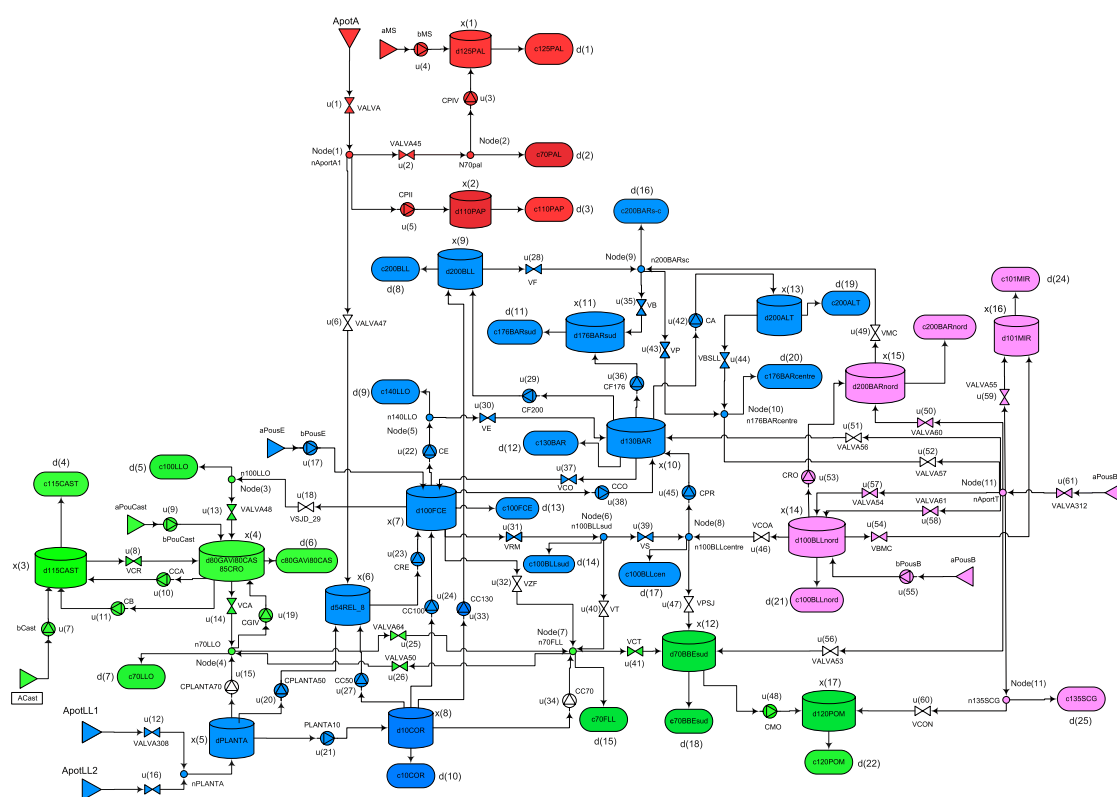 ApotA
x(1)
aMS
bMS
d125PAL
c125PAL
d(1)
u(4)
u(1)
VALVA
CPIV
u(3)
Node(1)
nAportA1
VALVA45
u(2)
Node(2)
N70pal
c70PAL
d(2)
x(2)
CPII
u(5)
d110PAP
c110PAP
d(3)
d(16)
c200BARs-c
x(9)
c200BLL
d(8)
d200BLL
u(28)
VF
Node(9)
n200BARsc
d(24)
c101MIR
x(13)
d(19)
d200ALT
c200ALT
u(35)
VB
x(11)
d(11)
c176BARsud
d176BARsud
u(42)
CA
x(16)
d101MIR
u(6)
VALVA47
u(43)
VP
VBSLL
u(44)
u(49)
VMC
c200BARnord
d(20)
c176BARcentre
x(15)
d200BARnord
u(36)
CF176
d(9)
c140LLO
u(29)
CF200
VALVA55
u(59)
n140LLO
Node(5)
u(30)
VE
Node(10)
n176BARcentre
u(50)
VALVA60
d130BAR
x(10)
d(12)
c130BAR
u(51)
VALVA56
aPousE
bPousE
u(17)
u(22)
CE
u(52)
VALVA57
d(4)
c115CAST
d(5)
c100LLO
n100LLO
Node(3)
u(37)
VCO
CCO
u(38)
u(45)
CPR
CRO
u(53)
u(57)
VALVA54
Node(11)
nAportT
u(61)
VALVA312
aPousB
u(18)
VSJD_29
d100FCE
x(7)
c100FCE
d(13)
aPouCast
u(9)
bPouCast
u(13)
VALVA48
x(4)
Node(6)
n100BLLsud
u(39)
VS
Node(8)
n100BLLcentre
VCOA
u(46)
x(14)
d100BLLnord
VALVA61
u(58)
u(54)
VBMC
x(3)
d115CAST
u(8)
VCR
d80GAVI80CAS
85CRO
d(6)
c80GAVI80CAS
u(31)
VRM
c100BLLsud
d(14)
c100BLLcen
d(17)
CCA
u(10)
u(23)
CRE
u(32)
VZF
bPousB
u(55)
aPousB
CB
u(11)
VCA
u(14)
CGIV
u(19)
x(6)
d54REL_8
u(24)
CC100
CC130
u(33)
u(40)
VT
u(47)
VPSJ
d(21)
c100BLLnord
bCast
u(7)
VALVA64
u(25)
Node(7)
n70FLL
VCT
u(41)
x(12)
d70BBEsud
u(56)
VALVA53
n70LLO
Node(4)
VALVA50
u(26)
ACast
d(7)
c70LLO
u(15)
CPLANTA70
CPLANTA50
u(20)
CC50
u(27)
CC70
u(34)
x(17)
Node(11)
n135SCG
c135SCG
d(25)
ApotLL1
u(12)
VALVA308
x(5)
dPLANTA
PLANTA10
u(21)
x(8)
d10COR
c70FLL
d(15)
c70BBEsud
d(18)
u(48)
CMO
d120POM
u(60)
VCON
ApotLL2
u(16)
nPLANTA
c10COR
d(10)
c120POM
d(22)